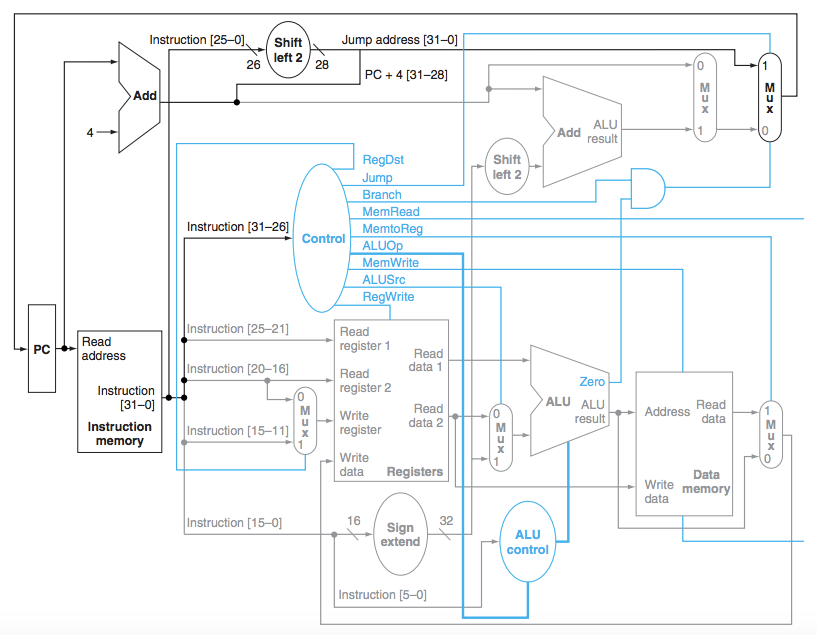 Instruction [25–0]
Shift
left 2
Jump address [31–0]
26
28
PC + 4 [31–28]
Add
4
0
M
u
x
1
1
M
u
x
0
Add
ALU
result
Shift
left 2
RegDst
Jump
Branch
MemRead
MemtoReg
ALUOp
MemWrite
ALUSrc
RegWrite
Control
Instruction [31–26]
PC
Read
address
Instruction
[31–0]
Instruction
memory
Instruction [25–21]
Instruction [20–16]
Instruction [15–11]
0
M
u
x
1
Read
register 1
Read
register 2
Write
register
Write
data
Read
data 1
Read
data 2
Registers
0
M
u
x
1
Zero
ALU
ALU
result
Address
Read
data
Write
data
Data
memory
1
M
u
x
0
Instruction [15–0]
16
Sign
extend
32
ALU
control
Instruction [5–0]